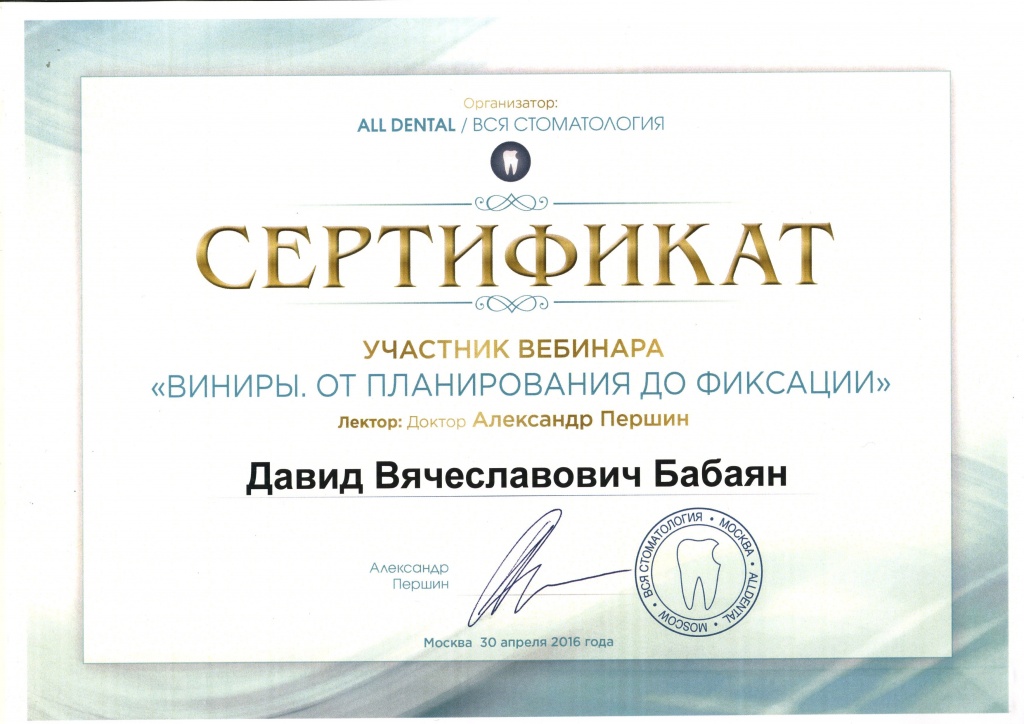 Организатор:
ALL DENTAL / ВСЯ СТОМАТОЛОГИЯ
СЕРТИФИКАТ
УЧАСТНИК ВЕБИНАРА
«ВИНИРЫ. ОТ ПЛАНИРОВАНИЯ ДО ФИКСАЦИИ»
Лектор: Доктор Александр Першин
Давид Вячеславович Бабаян
Александр
Першин
ВСЯ СТОМАТОЛОГИЯ • МОСКВА • ALLDENTAL • MOSCOW •
Москва 30 апреля 2016 года